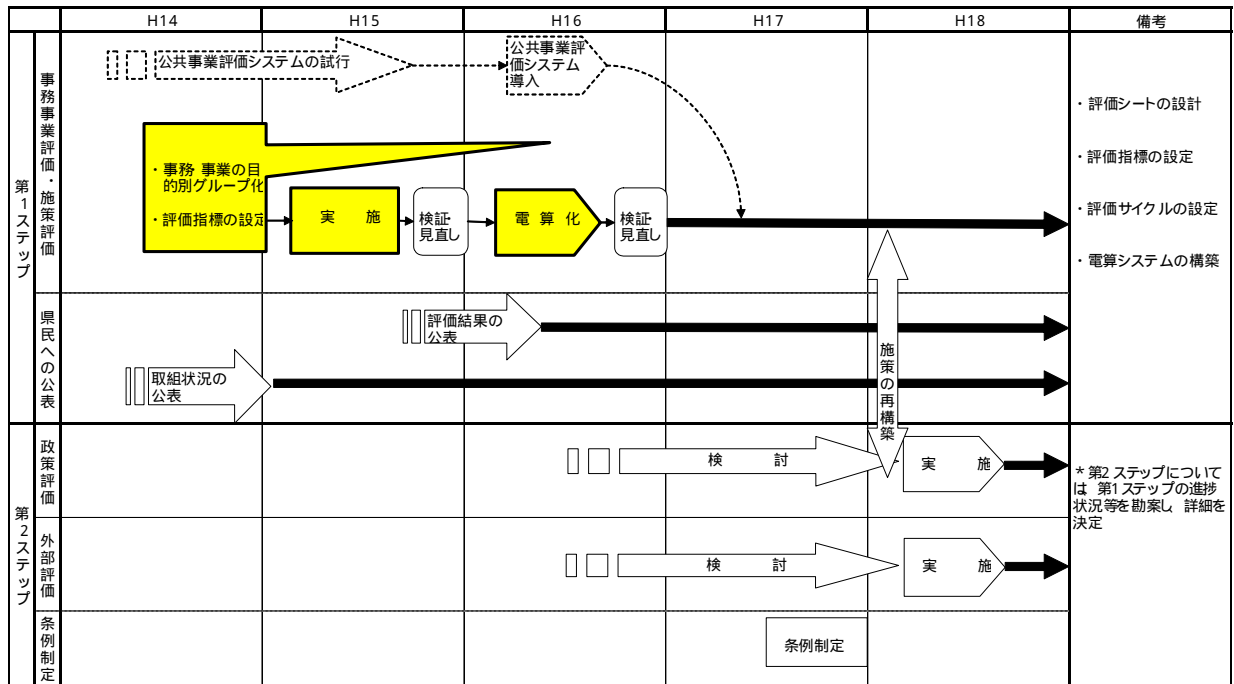 H14
H15
H16
H17
H18
備考
第1ステップ
事務事業評価・施策評価
公共事業評価システムの試行
公共事業評
価システム
導入
・事務 事業の目
的別グループ化
・評価指標の設定
実 施
検証・
見直し
電 算 化
検証・
見直し
・評価シートの設計
・評価指標の設定
・評価サイクルの設定
・電算システムの構築
県民への公表
評価結果の
公表
取組状況の
公表
施策の再構築
第2ステップ
政策評価
検 討
実 施
*第2ステップについて
は 第1ステップの進捗
状況等を勘案し 詳細を
決定
外部評価
検 討
実 施
条例制定
条例制定